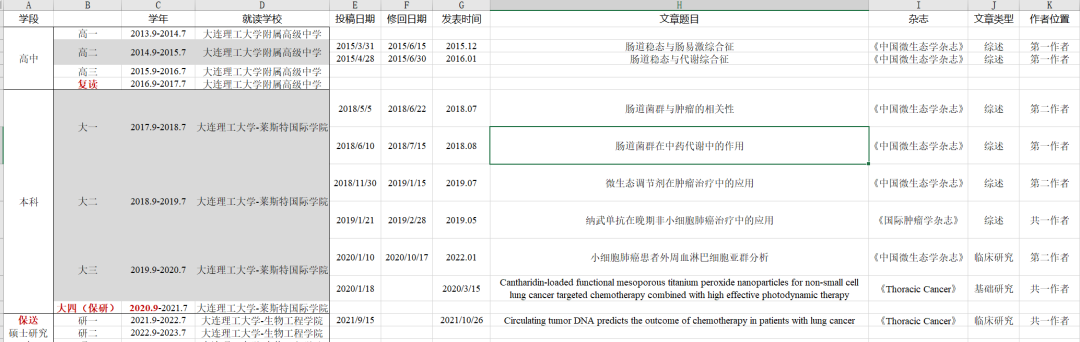 A B C D E F G H I J K
学段 学年 就读学校 投稿日期 修回日期 发表时间 文章题目 杂志 文章类型 作者位置
高中 高一 2013.9-2014.7 大连理工大学附属高级中学
高二 2014.9-2015.7 大连理工大学附属高级中学 2015/3/31 2015/6/15 2015.12 肠道稳态与肠易激综合征 《中国微生态学杂志》 综述 第一作者
2015/4/28 2015/6/30 2016.01 肠道稳态与代谢综合征 《中国微生态学杂志》 综述 第一作者
高三 2015.9-2016.7 大连理工大学附属高级中学
复读 2016.9-2017.7 大连理工大学附属高级中学
本科 大一 2017.9-2018.7 大连理工大学-莱斯特国际学院 2018/5/5 2018/6/22 2018.07 肠道菌群与肿瘤的相关性 《中国微生态学杂志》 综述 第二作者
2018/6/10 2018/7/15 2018.08 肠道菌群在中药代谢中的作用 《中国微生态学杂志》 综述 第一作者
大二 2018.9-2019.7 大连理工大学-莱斯特国际学院 2018/11/30 2019/1/15 2019.07 微生态调节剂在肿瘤治疗中的应用 《中国微生态学杂志》 综述 第二作者
2019/1/21 2019/2/28 2019.05 纳武单抗在晚期非小细胞肺癌治疗中的应用 《国际肿瘤学杂志》 综述 共一作者
大三 2019.9-2020.7 大连理工大学-莱斯特国际学院 2020/1/10 2020/10/17 2022.01 小细胞肺癌患者外周血淋巴细胞亚群分析 《中国微生态学杂志》 临床研究 第二作者
2020/1/18 2020/3/15 Cantharidin-loaded functional mesoporous titanium peroxide nanoparticles for non-small cell
lung cancer targeted chemotherapy combined with high effective photodynamic therapy 《Thoracic Cancer》 基础研究 共一作者
大四（保研） 2020.9-2021.7 大连理工大学-莱斯特国际学院
保送 研一 2021.9-2022.7 大连理工大学-生物工程学院 2021/9/15 2021/10/26 Circulating tumor DNA predicts the outcome of chemotherapy in patients with lung cancer 《Thoracic Cancer》 临床研究 共一作者
硕士研究 研二 2022.9-2023.7 大连理工大学-生物工程学院